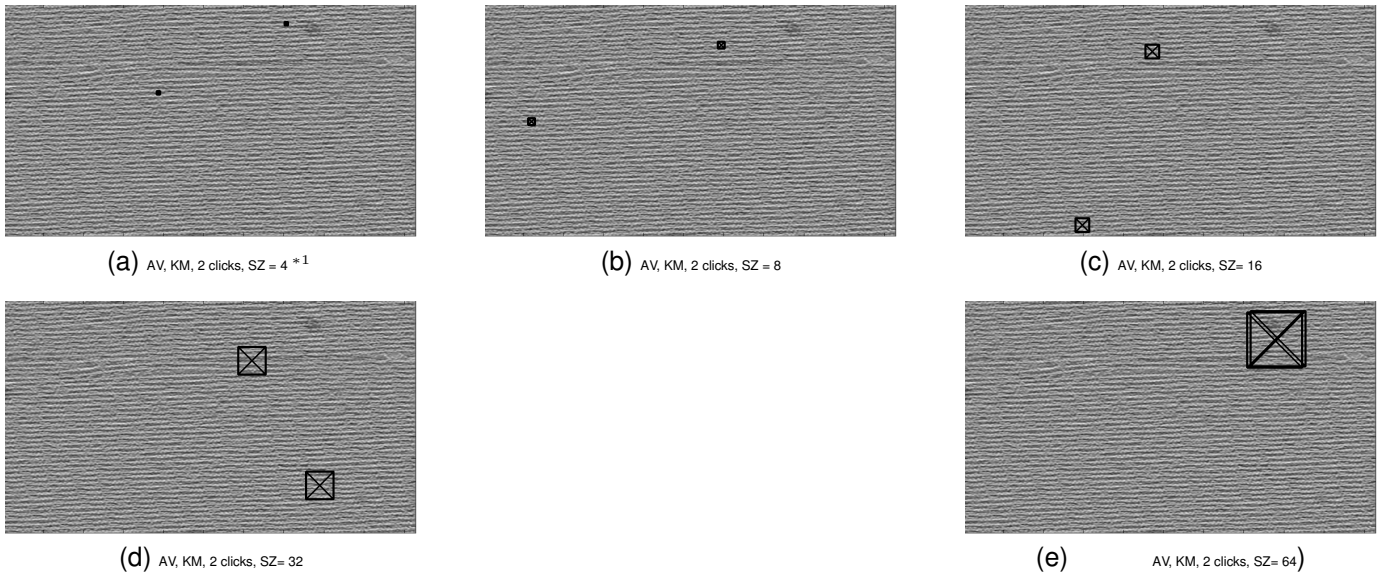 (a) AV, KM, 2 clicks, SZ = 4 *1
(b) AV, KM, 2 clicks, SZ = 8
(c) AV, KM, 2 clicks, SZ= 16
(d) AV, KM, 2 clicks, SZ= 32
(e) AV, KM, 2 clicks, SZ= 64)